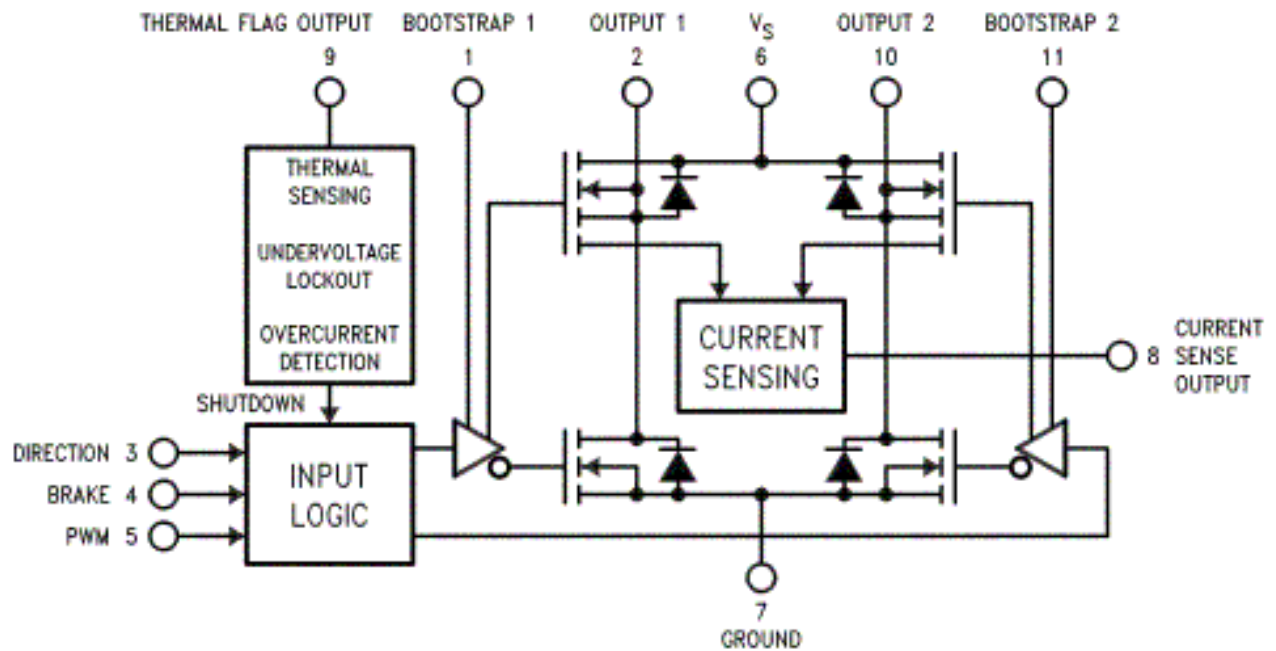 THERMAL FLAG OUTPUT
9
BOOTSTRAP 1
1
OUTPUT 1
2
VS
6
OUTPUT 2
10
BOOTSTRAP 2
11
THERMAL
SENSING
UNDERVOLTAGE
LOCKOUT
OVERCURRENT
DETECTION
SHUTDOWN
CURRENT
SENSING
8 CURRENT
SENSE
OUTPUT
DIRECTION 3
BRAKE 4
PWM 5
INPUT
LOGIC
7
GROUND